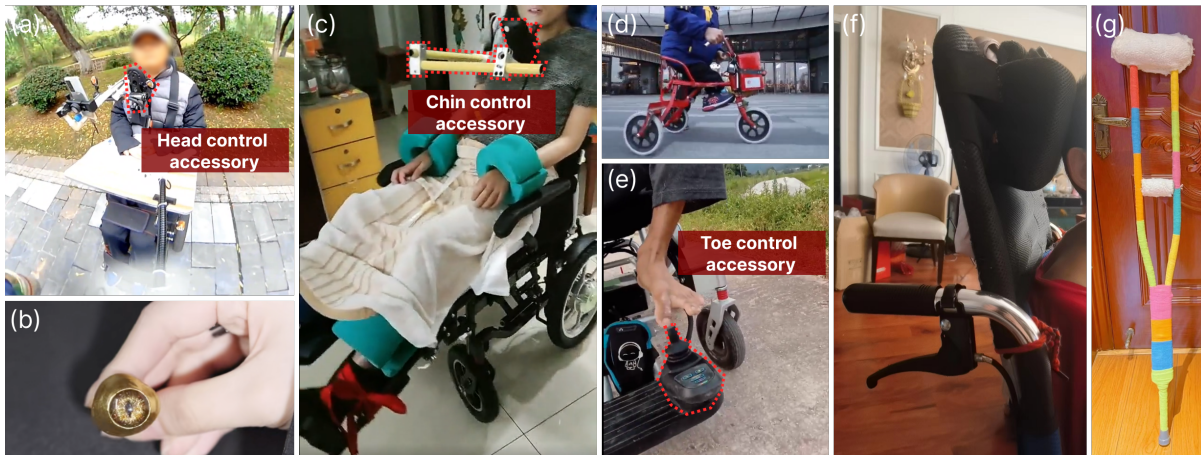 (a)
Head control
accessory
(b)
(c)
Chin control
accessory
(d)
(e)
Toe control
accessory
(f)
(g)